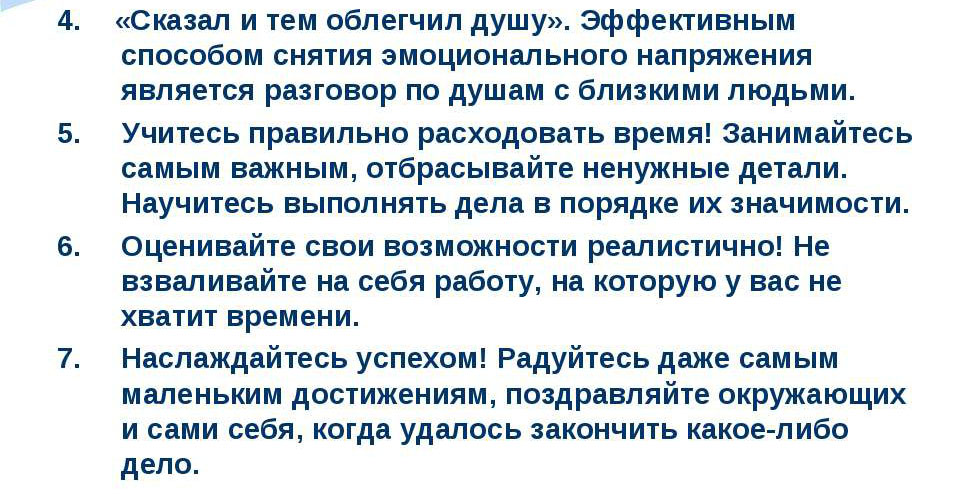 4. «Сказал и тем облегчил душу». Эффективным
способом снятия эмоционального напряжения
является разговор по душам с близкими людьми.
5. Учитесь правильно расходовать время! Занимайтесь
самым важным, отбрасывайте ненужные детали.
Научитесь выполнять дела в порядке их значимости.
6. Оценивайте свои возможности реалистично! Не
взваливайте на себя работу, на которую у вас не
хватит времени.
7. Наслаждайтесь успехом! Радуйтесь даже самым
маленьким достижениям, поздравляйте окружающих
и сами себя, когда удалось закончить какое-либо
дело.